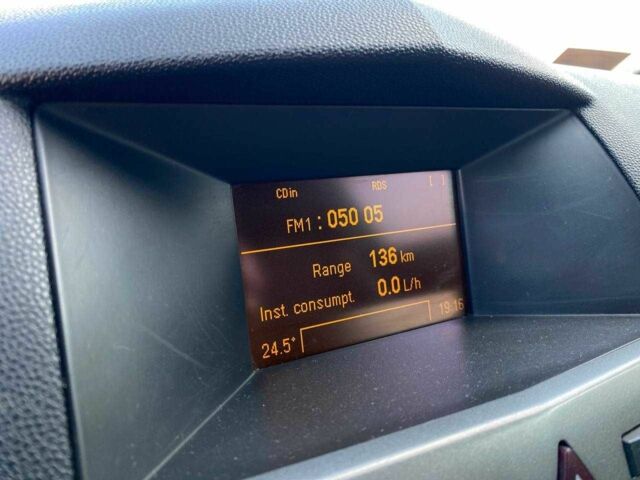 CDin RDS [ ]
FM1 : 050 05
Range 136 km
Inst. consumpt. 0.0 L/h
24.5° 19:16